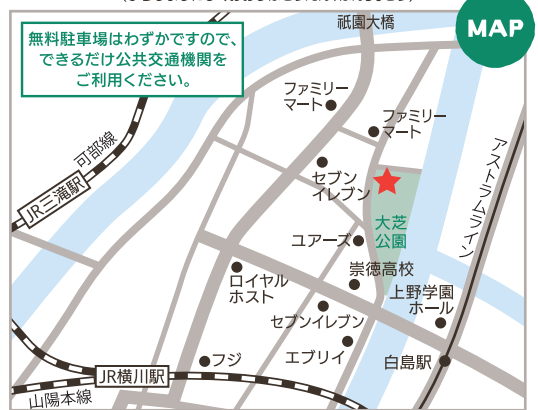 祇園大橋
MAP
無料駐車場はわずかですので、
できるだけ公共交通機関を
ご利用ください。
ファミリー
マート
ファミリー
マート
可部線
アストラムライン
セブン
イレブン
JR三滝駅
大芝
公園
ユアーズ
崇徳高校
ロイヤル
ホスト
上野学園
ホール
セブンイレブン
エブリイ
フジ
白島駅
JR横川駅
山陽本線